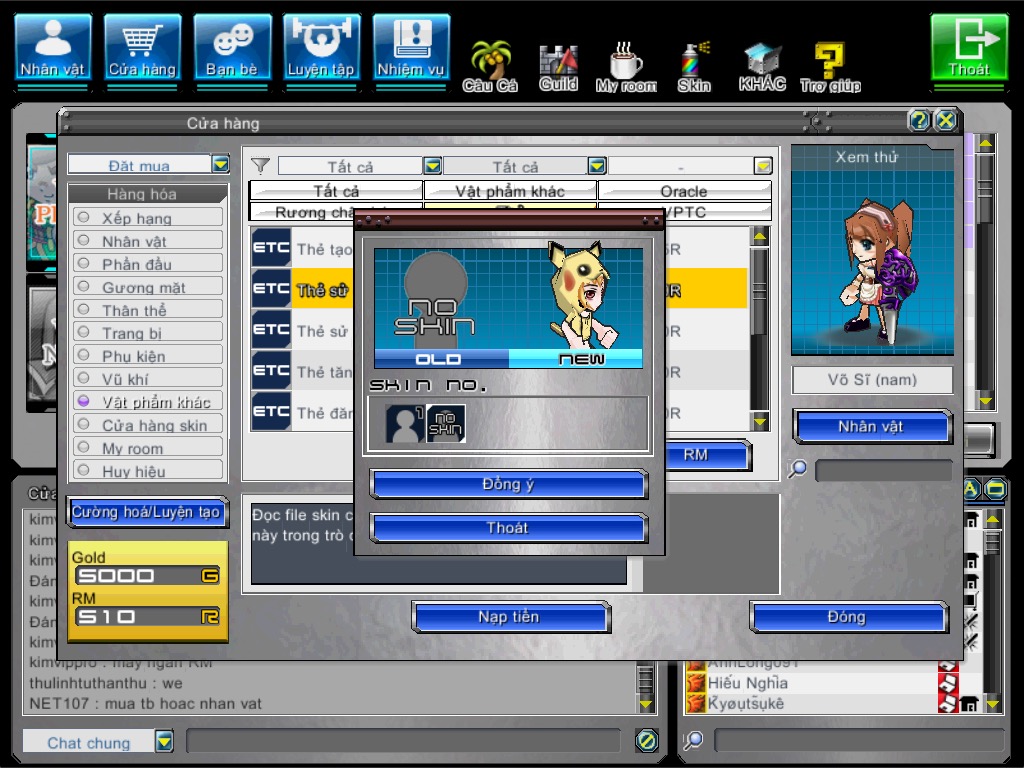 Nhân vật
Cửa hàng
Bạn bè
Luyện tập
Nhiệm vụ
Câu Cá
Guild
My room
Skin
KHÁC
Trợ giúp
Thoát
Cửa hàng
Đặt mua
Hàng hóa
Xếp hạng
Nhân vật
Phần đầu
Gương mặt
Thân thể
Trang bị
Phụ kiện
Vũ khí
Vật phẩm khác
Cửa hàng skin
My room
Huy hiệu
Cường hoá/Luyện tạo
Gold
5000 G
RM
510 R
Tất cả
Tất cả
-
Tất cả
Vật phẩm khác
Oracle
VPTC
ETC Thẻ tạo
ETC Thẻ sử
ETC Thẻ sử
ETC Thẻ tăn
ETC Thẻ đăn
RM
NO SKIN
OLD
NEW
SKIN NO.
1
NO SKIN
Đồng ý
Thoát
Đọc file skin c
này trong trò c
Nạp tiền
Đóng
Xem thử
Võ Sĩ (nam)
Nhân vật
kimvippro : may ngan RM
thulinhtuthanthu : we
NET107 : mua tb hoac nhan vat
Chat chung
AnhLong091
Hiếu Nghĩa
Kyøụtsụkê